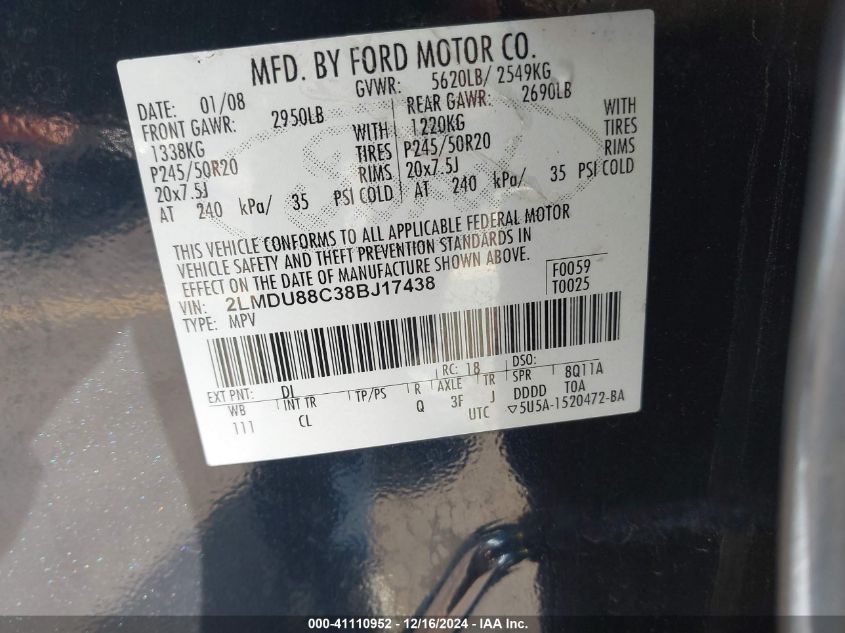 MFD. BY FORD MOTOR CO.
DATE: 01/08 GVWR: 5620LB/ 2549KG
FRONT GAWR: 2950LB REAR GAWR: 2690LB
1338KG WITH 1220KG WITH
P245/50R20 TIRES P245/50R20 TIRES
20x7.5J RIMS 20x7.5J RIMS
AT 240 kPa/ 35 PSI COLD AT 240 kPa/ 35 PSI COLD
THIS VEHICLE CONFORMS TO ALL APPLICABLE FEDERAL MOTOR
VEHICLE SAFETY AND THEFT PREVENTION STANDARDS IN
EFFECT ON THE DATE OF MANUFACTURE SHOWN ABOVE.
F0059
VIN: 2LMDU88C38BJ17438 T0025
TYPE: MPV
RC: 18 DSO:
EXT PNT: DL 8Q11A
WB INT TR TP/PS R AXLE TR SPR TOA
111 CL Q 3F J DDDD
UTC ▽5U5A-1520472-BA
000-41110952 - 12/16/2024 - IAA Inc.